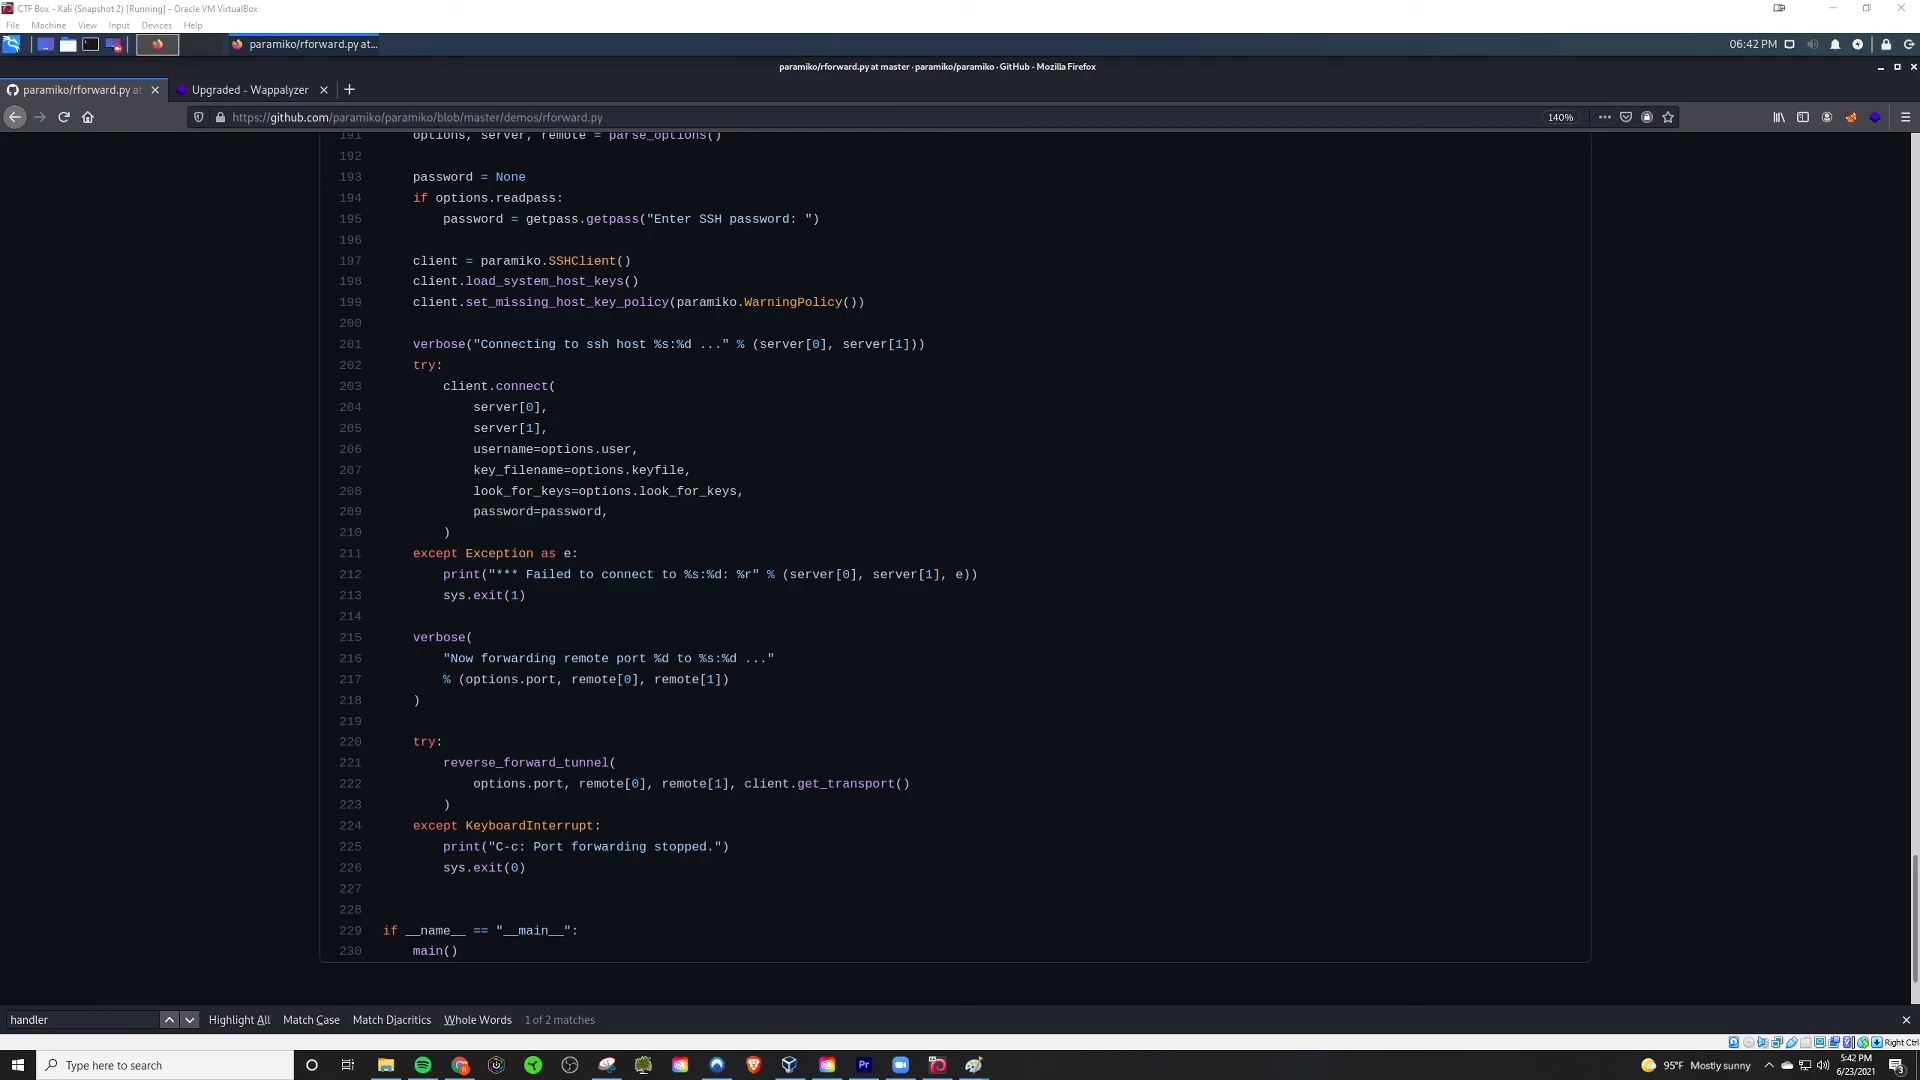 CTF Box - Kali (Snapshot 2) [Running] - Oracle VM VirtualBox
File Machine View Input Devices Help
paramiko/rforward.py at...
06:42 PM
paramiko/rforward.py at master · paramiko/paramiko · GitHub - Mozilla Firefox
paramiko/rforward.py at
Upgraded - Wappalyzer
https://github.com/paramiko/paramiko/blob/master/demos/rforward.py
140%
191 options, server, remote = parse_options()
192
193 password = None
194 if options.readpass:
195 password = getpass.getpass("Enter SSH password: ")
196
197 client = paramiko.SSHClient()
198 client.load_system_host_keys()
199 client.set_missing_host_key_policy(paramiko.WarningPolicy())
200
201 verbose("Connecting to ssh host %s:%d ..." % (server[0], server[1]))
202 try:
203 client.connect(
204 server[0],
205 server[1],
206 username=options.user,
207 key_filename=options.keyfile,
208 look_for_keys=options.look_for_keys,
209 password=password,
210 )
211 except Exception as e:
212 print("*** Failed to connect to %s:%d: %r" % (server[0], server[1], e))
213 sys.exit(1)
214
215 verbose(
216 "Now forwarding remote port %d to %s:%d ..."
217 % (options.port, remote[0], remote[1])
218 )
219
220 try:
221 reverse_forward_tunnel(
222 options.port, remote[0], remote[1], client.get_transport()
223 )
224 except KeyboardInterrupt:
225 print("C-c: Port forwarding stopped.")
226 sys.exit(0)
227
228
229 if __name__ == "__main__":
230 main()
handler
Highlight All Match Case Match Diacritics Whole Words 1 of 2 matches
Right Ctrl
Type here to search
95°F Mostly sunny
5:42 PM
6/23/2021
3